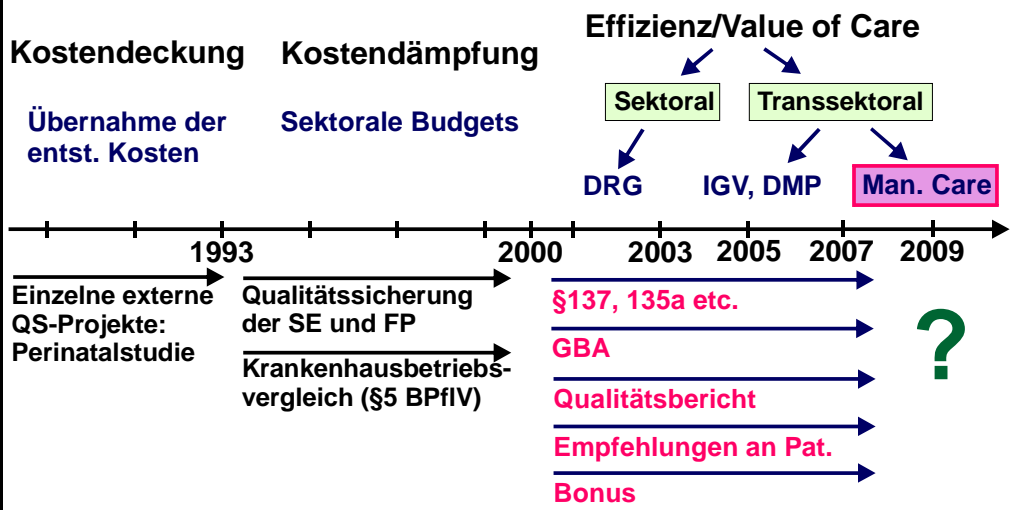 Effizienz/Value of Care
Kostendeckung
Kostendämpfung
Sektoral
Transsektoral
Übernahme der
entst. Kosten
Sektorale Budgets
DRG
IGV, DMP
Man. Care
1993
2000
2003
2005
2007
2009
Einzelne externe
QS-Projekte:
Perinatalstudie
Qualitätssicherung
der SE und FP
Krankenhausbetriebs-
vergleich (§5 BPflV)
§137, 135a etc.
GBA
Qualitätsbericht
Empfehlungen an Pat.
Bonus
?